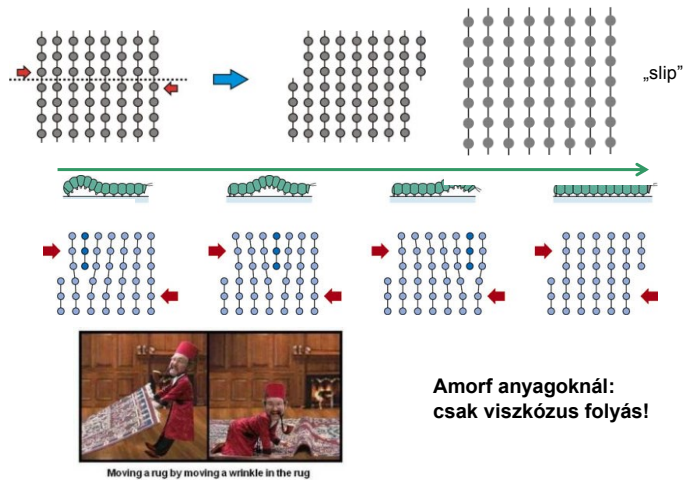 „slip”
Amorf anyagoknál:
csak viszkózus folyás!
Moving a rug by moving a wrinkle in the rug